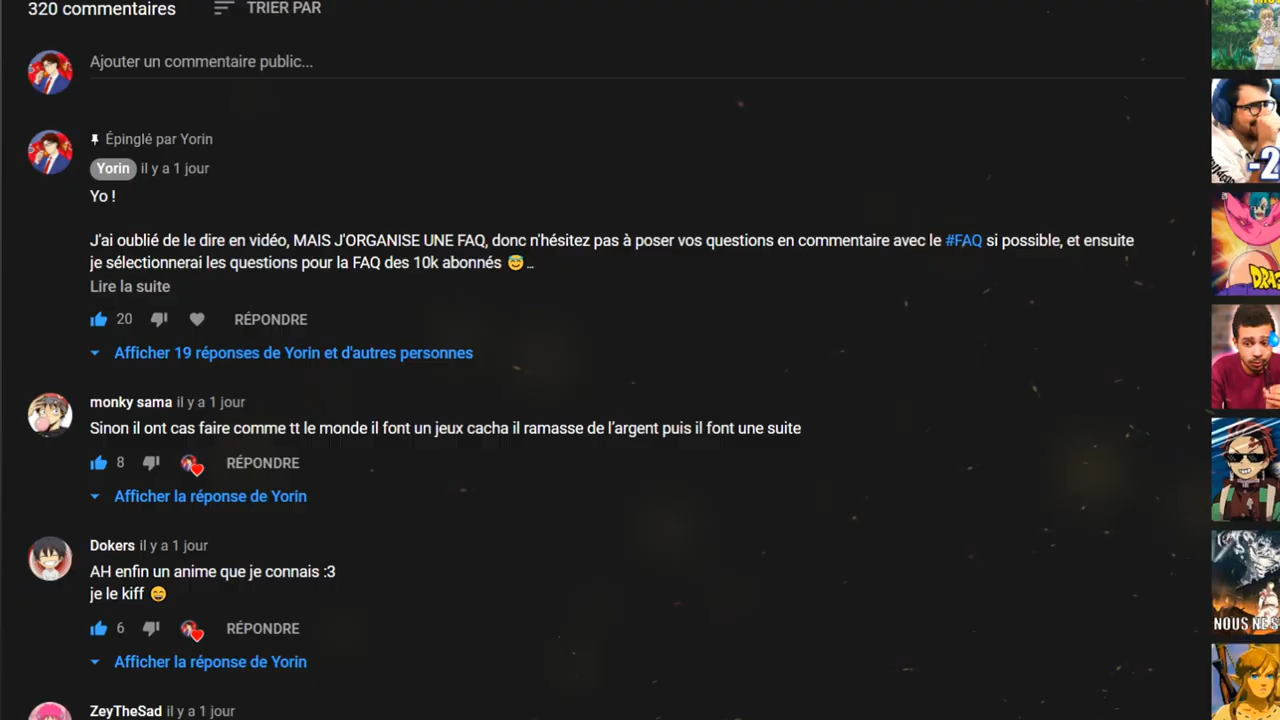 320 commentaires
TRIER PAR
Ajouter un commentaire public...
Épinglé par Yorin
Yorin il y a 1 jour
Yo !
J'ai oublié de le dire en vidéo, MAIS J'ORGANISE UNE FAQ, donc n'hésitez pas à poser vos questions en commentaire avec le #FAQ si possible, et ensuite
je sélectionnerai les questions pour la FAQ des 10k abonnés 😇 ...
Lire la suite
20
RÉPONDRE
Afficher 19 réponses de Yorin et d'autres personnes
monky sama il y a 1 jour
Sinon il ont cas faire comme tt le monde il font un jeux cacha il ramasse de l’argent puis il font une suite
8
RÉPONDRE
Afficher la réponse de Yorin
Dokers il y a 1 jour
AH enfin un anime que je connais :3
je le kiff 😄
6
RÉPONDRE
Afficher la réponse de Yorin
ZeyTheSad il y a 1 jour
-2
NOUS NE S